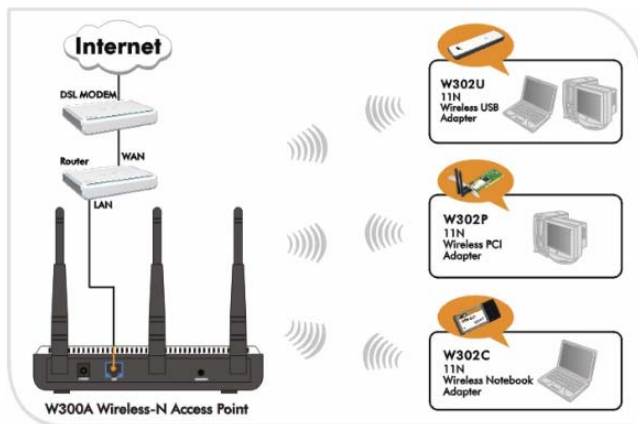 Internet
DSL MODEM
Router
WAN
LAN
W300A Wireless-N Access Point
W302U
11N
Wireless USB
Adapter
W302P
11N
Wireless PCI
Adapter
W302C
11N
Wireless Notebook
Adapter